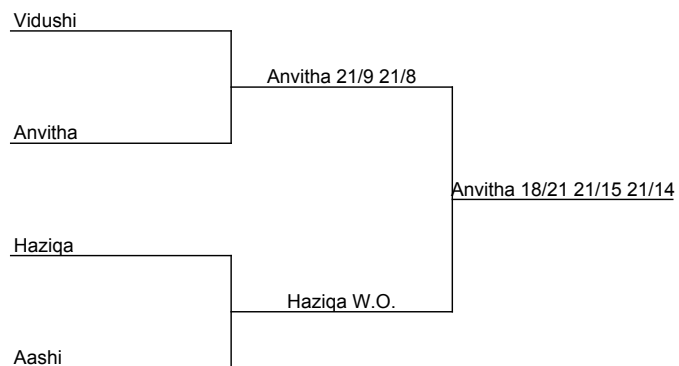 Vidushi
Anvitha 21/9 21/8
Anvitha
Anvitha 18/21 21/15 21/14
Haziqa
Haziqa W.O.
Aashi